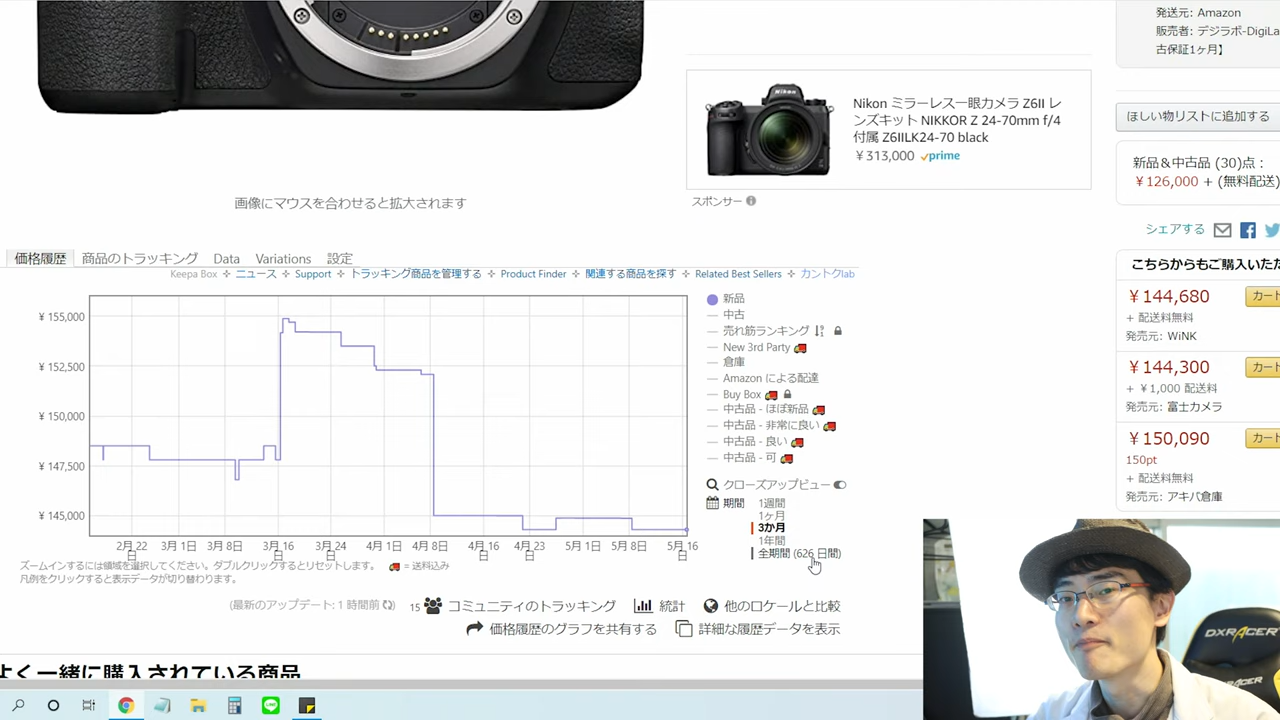 発送元: Amazon
販売者: デジラボ-DigiLa
古保証1ヶ月】
Nikon
Nikon ミラーレス一眼カメラ Z6II レ
ンズキット NIKKOR Z 24-70mm f/4
付属 Z6IILK24-70 black
¥313,000 prime
スポンサー
ほしい物リストに追加する
新品&中古品 (30)点：
¥126,000 + (無料配送)
シェアする
画像にマウスを合わせると拡大されます
価格履歴 商品のトラッキング Data Variations 設定
Keepa Box ニュース Support トラッキング商品を管理する Product Finder 関連する商品を探す Related Best Sellers カントクlab
¥155,000
¥152,500
¥150,000
¥147,500
¥145,000
2月 22日 3月 1日 3月 8日 3月 16日 3月 24日 4月 1日 4月 8日 4月 16日 4月 23日 5月 1日 5月 8日 5月 16日
新品
中古
売れ筋ランキング
New 3rd Party
倉庫
Amazon による配達
Buy Box
中古品 - ほぼ新品
中古品 - 非常に良い
中古品 - 良い
中古品 - 可
クローズアップビュー
期間 1週間
1ヶ月
3か月
1年間
全期間 (626 日間)
ズームインするには領域を選択してください。ダブルクリックするとリセットします。 = 送料込み
凡例をクリックすると表示データが切り替わります。
(最新のアップデート: 1 時間前) 15 コミュニティのトラッキング 統計 他のロケールと比較
価格履歴のグラフを共有する 詳細な履歴データを表示
よく一緒に購入されている商品
こちらからもご購入いただ
¥144,680 カート
+ 配送料無料
発売元: WiNK
¥144,300 カート
+ ¥1,000 配送料
発売元: 富士カメラ
¥150,090 カート
150pt
+ 配送料無料
発売元: アキバ倉庫
DXRACER
DXRACER
LINE